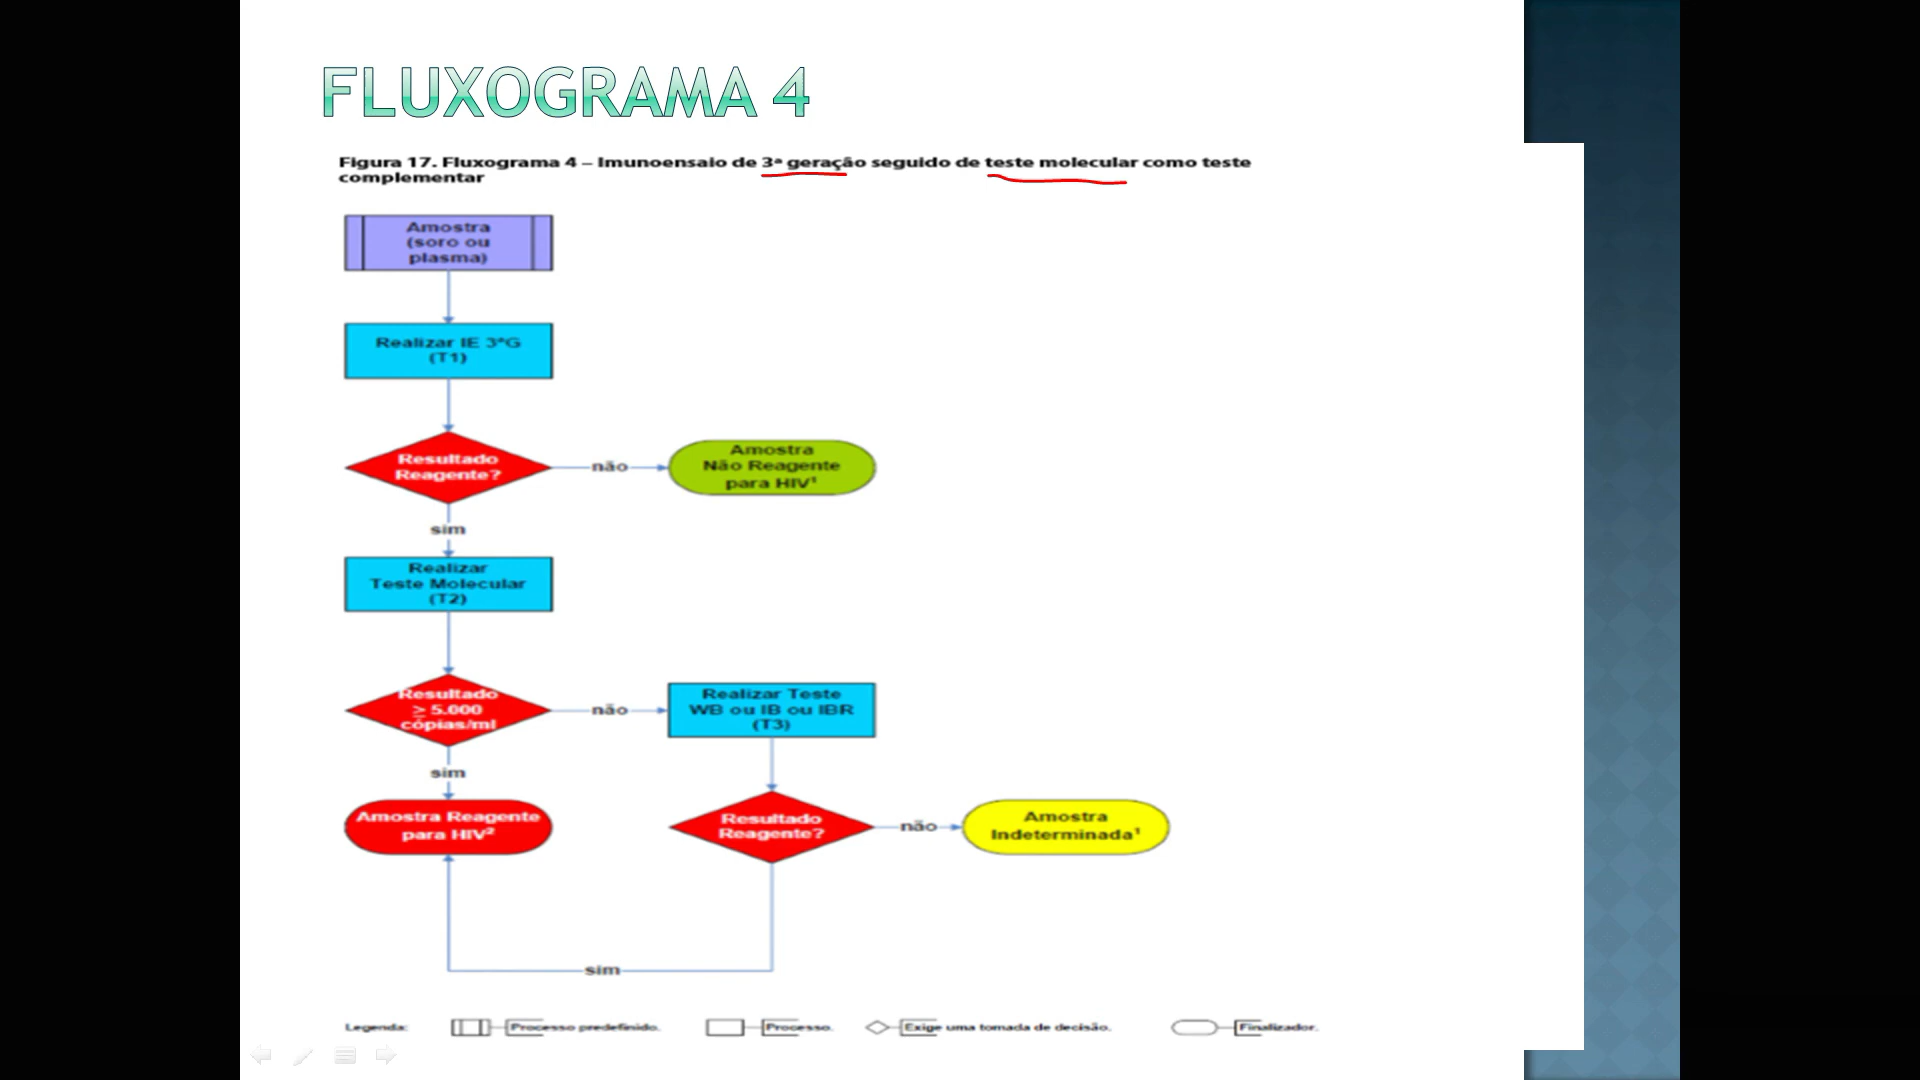 FLUXOGRAMA 4
Figura 17. Fluxograma 4 – Imunoensaio de 3ª geração seguido de teste molecular como teste
complementar
Amostra
(soro ou
plasma)
Realizar IE 3ªG
(T1)
Resultado
Reagente?
não
Amostra
Não Reagente
para HIV¹
sim
Realizar
Teste Molecular
(T2)
Resultado
≥ 5.000
cópias/ml
não
Realizar Teste
WB ou IB ou IBR
(T3)
sim
Amostra Reagente
para HIV²
Resultado
Reagente?
não
Amostra
Indeterminada¹
sim
Legenda:
Processo predefinido.
Processo.
Exige uma tomada de decisão.
Finalizador.